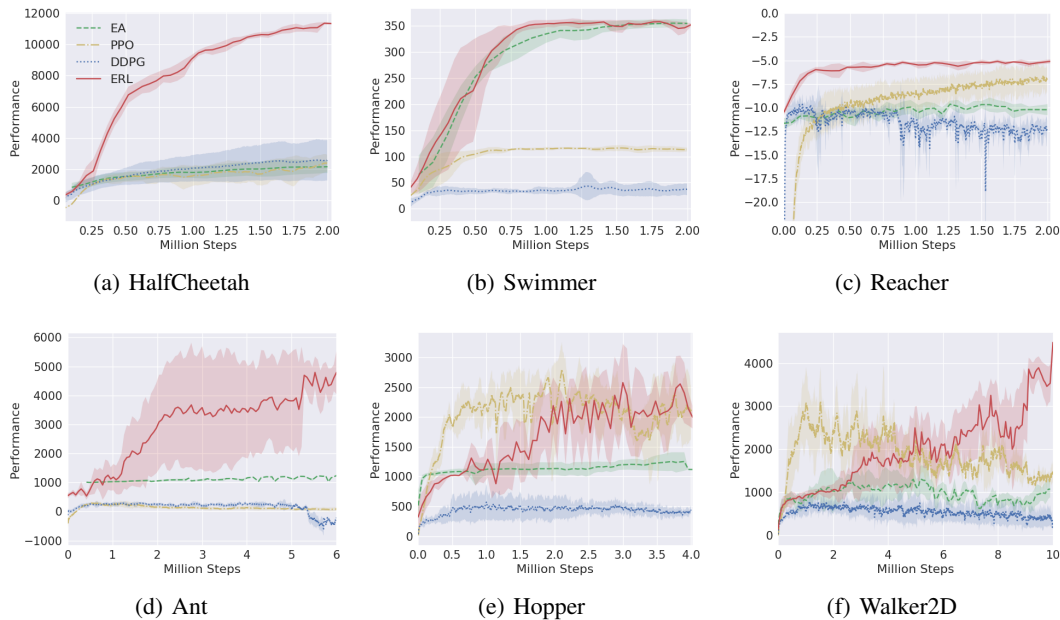 12000
10000
8000
6000
4000
2000
0
Performance
EA
PPO
DDPG
ERL
0.25 0.50 0.75 1.00 1.25 1.50 1.75 2.00
Million Steps
(a) HalfCheetah
350
300
250
200
150
100
50
0
Performance
0.25 0.50 0.75 1.00 1.25 1.50 1.75 2.00
Million Steps
(b) Swimmer
0.0
−2.5
−5.0
−7.5
−10.0
−12.5
−15.0
−17.5
−20.0
Performance
0.00 0.25 0.50 0.75 1.00 1.25 1.50 1.75 2.00
Million Steps
(c) Reacher
6000
5000
4000
3000
2000
1000
0
−1000
Performance
0 1 2 3 4 5 6
Million Steps
(d) Ant
3000
2500
2000
1500
1000
500
0
Performance
0.0 0.5 1.0 1.5 2.0 2.5 3.0 3.5 4.0
Million Steps
(e) Hopper
4000
3000
2000
1000
0
Performance
0 2 4 6 8 10
Million Steps
(f) Walker2D